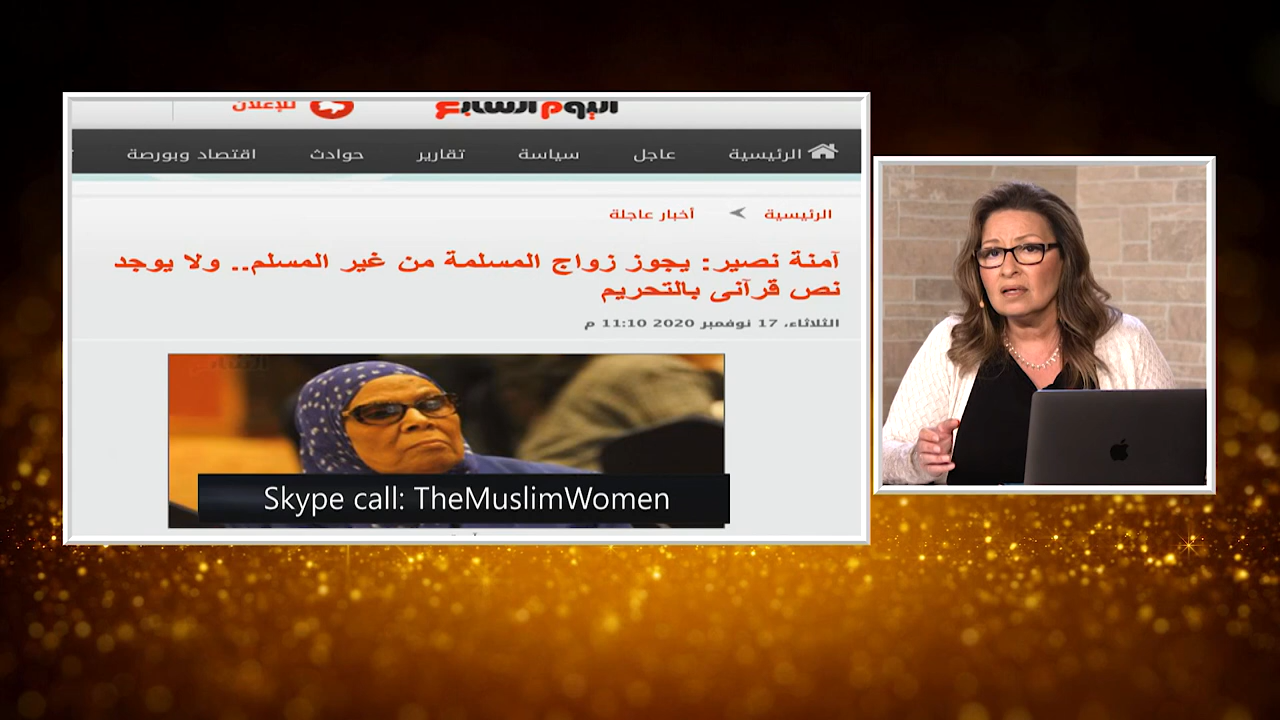 للإعلان
اليوم السابع
الرئيسية عاجل سياسة تقارير حوادث اقتصاد وبورصة
الرئيسية أخبار عاجلة
آمنة نصير: يجوز زواج المسلمة من غير المسلم.. ولا يوجد
نص قرآنى بالتحريم
الثلاثاء، 17 نوفمبر 2020 11:10 م
Skype call: TheMuslimWomen